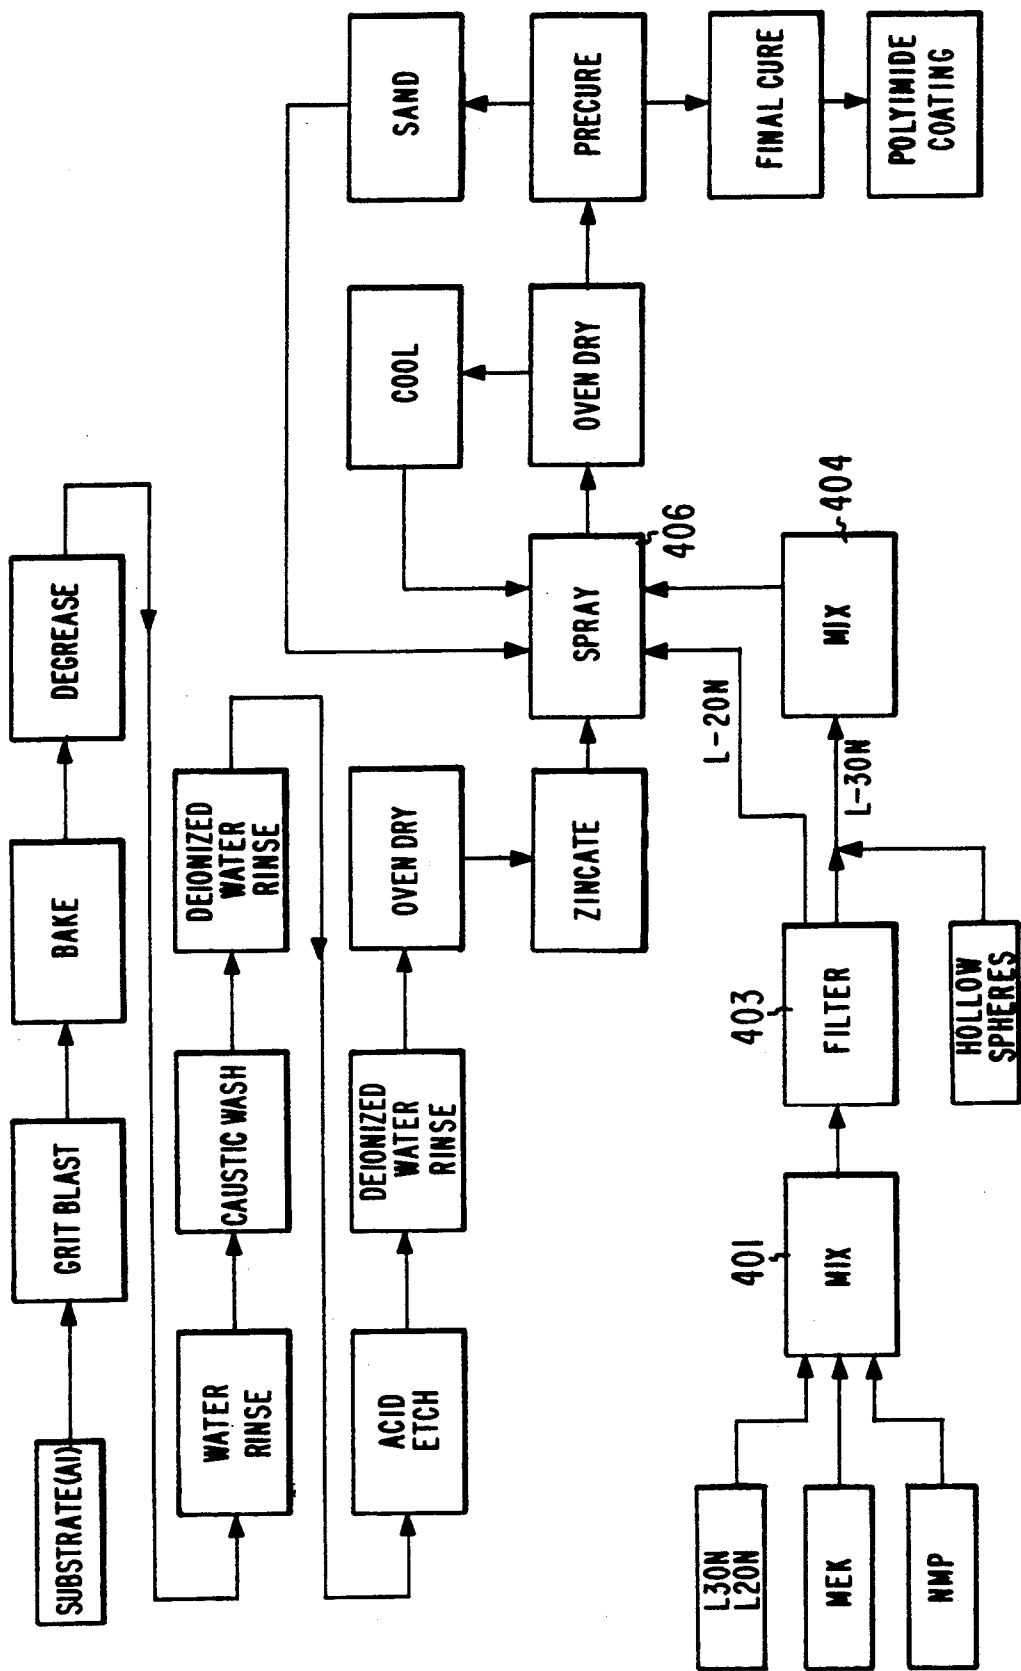 SUBSTRATE(Al)
GRIT BLAST
BAKE
DEGREASE
WATER
RINSE
CAUSTIC WASH
DEIONIZED
WATER
RINSE
ACID
ETCH
DEIONIZED
WATER
RINSE
OVEN DRY
ZINCATE
SPRAY
406
COOL
OVEN DRY
SAND
PRECURE
FINAL CURE
POLYIMIDE
COATING
L30N
L20N
MEK
NMP
401
MIX
403
FILTER
HOLLOW
SPHERES
L-20N
L-30N
MIX
404